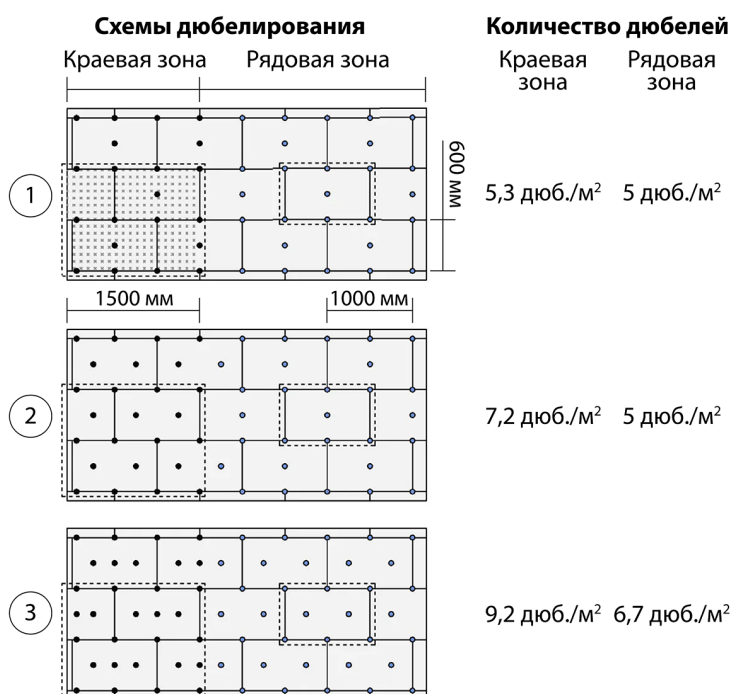 Схемы дюбелирования
Количество дюбелей
Краевая зона
Рядовая зона
Краевая зона
Рядовая зона
600 мм
1
5,3 дюб./м²
5 дюб./м²
1500 мм
1000 мм
2
7,2 дюб./м²
5 дюб./м²
3
9,2 дюб./м²
6,7 дюб./м²